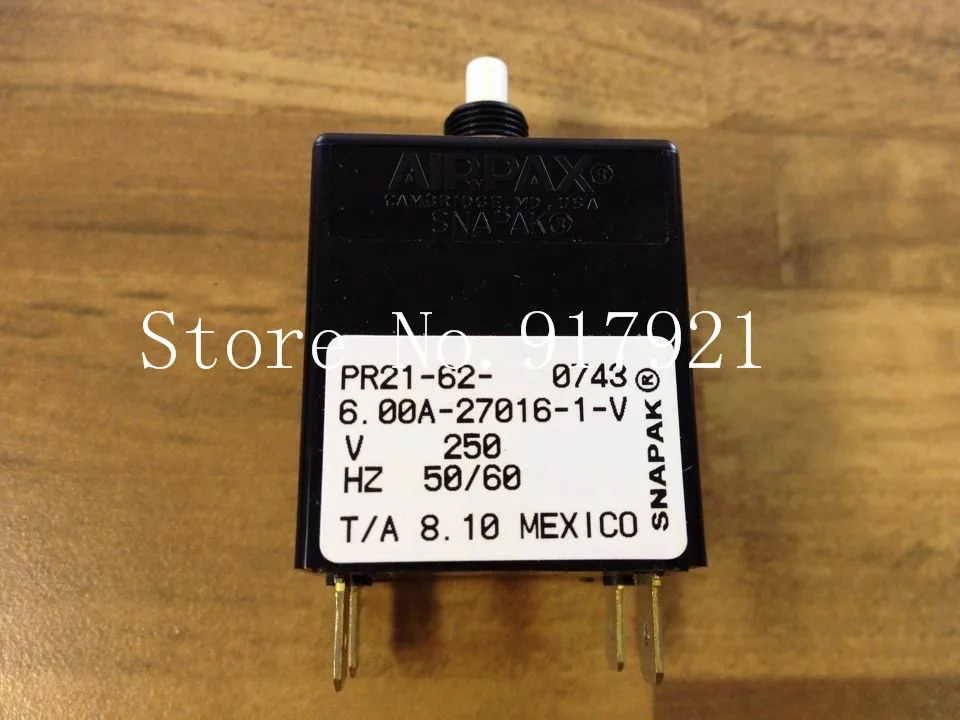 AIRPAX®
CAMBRIDGE, MD, USA
SNAPAK®
Store No. 917921
PR21-62- 0743
6.00A-27016-1-V
V 250
HZ 50/60
T/A 8.10 MEXICO
SNAPAK®